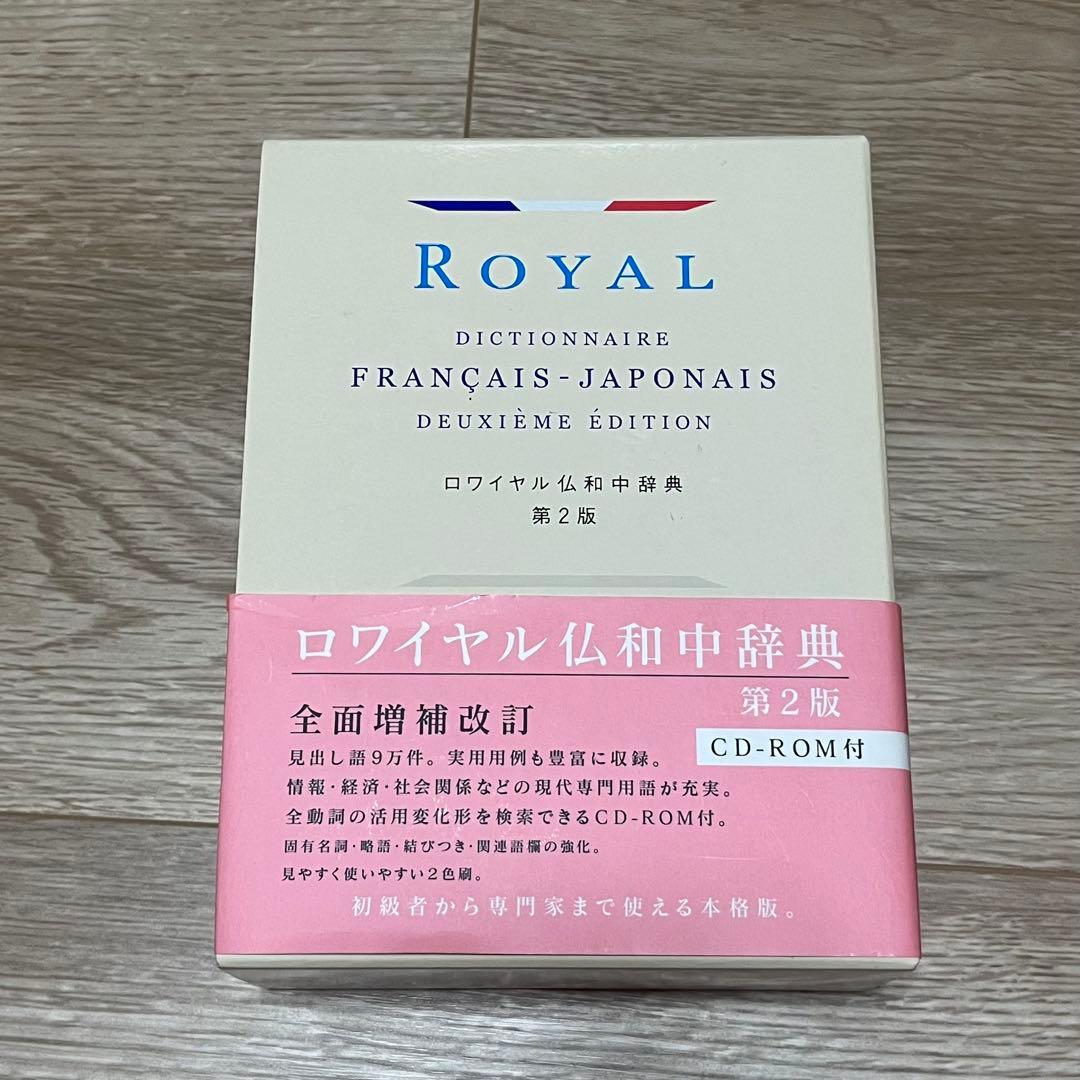 ROYAL
DICTIONNAIRE
FRANÇAIS-JAPONAIS
DEUXIÈME ÉDITION
ロワイヤル仏和中辞典
第2版
ロワイヤル仏和中辞典
第2版
CD-ROM付
全面増補改訂
見出し語9万件。実用用例も豊富に収録。
情報・経済・社会関係などの現代専門用語が充実。
全動詞の活用変化形を検索できるCD-ROM付。
固有名詞・略語・結びつき・関連語欄の強化。
見やすく使いやすい2色刷。
初級者から専門家まで使える本格版。